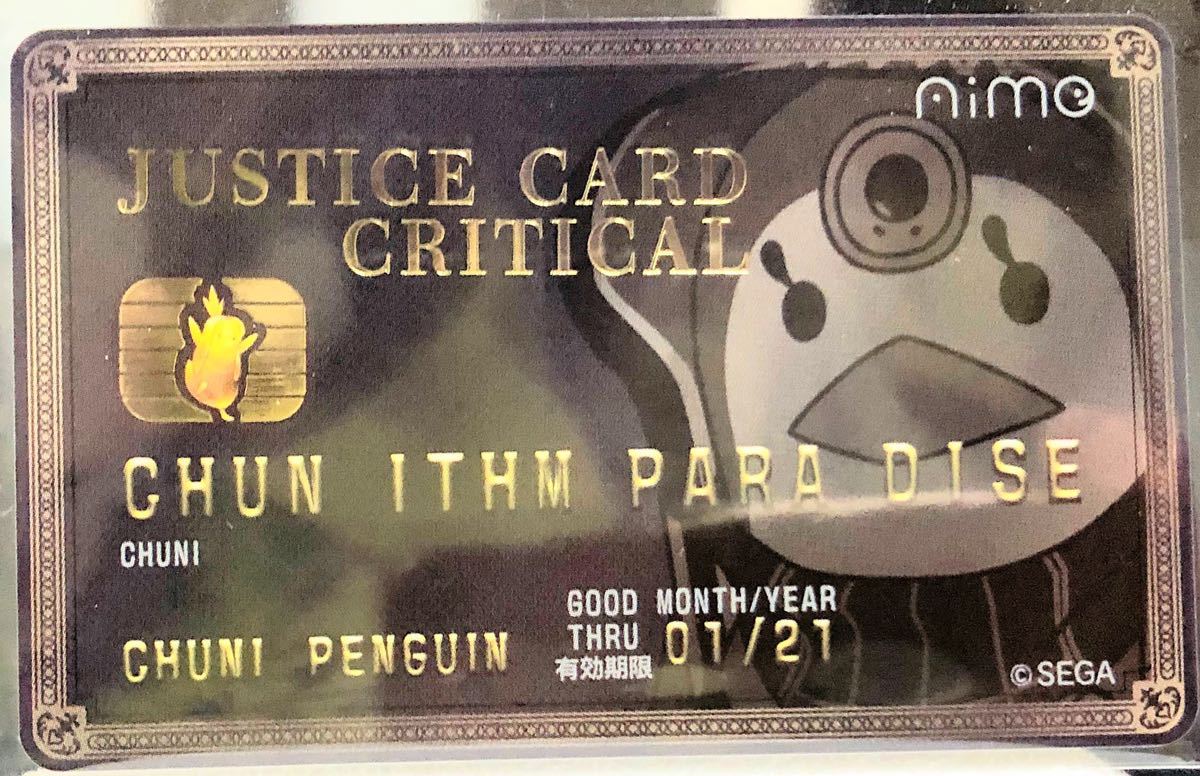 Aime
JUSTICE CARD
CRITICAL
CHUN ITHM PARA DISE
CHUNI
GOOD MONTH/YEAR
THRU 01/21
有効期限
CHUNI PENGUIN
©SEGA